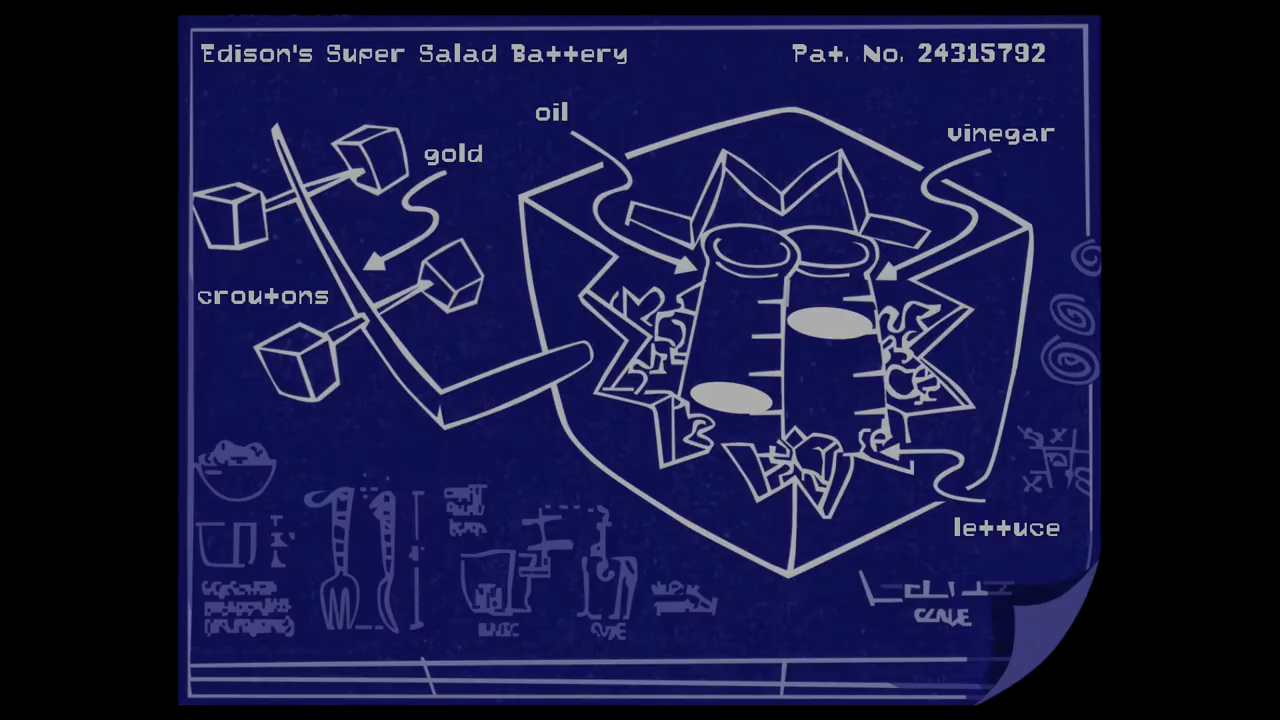 Edison's Super Salad Battery
Pat. No. 24315792
oil
vinegar
gold
croutons
lettuce